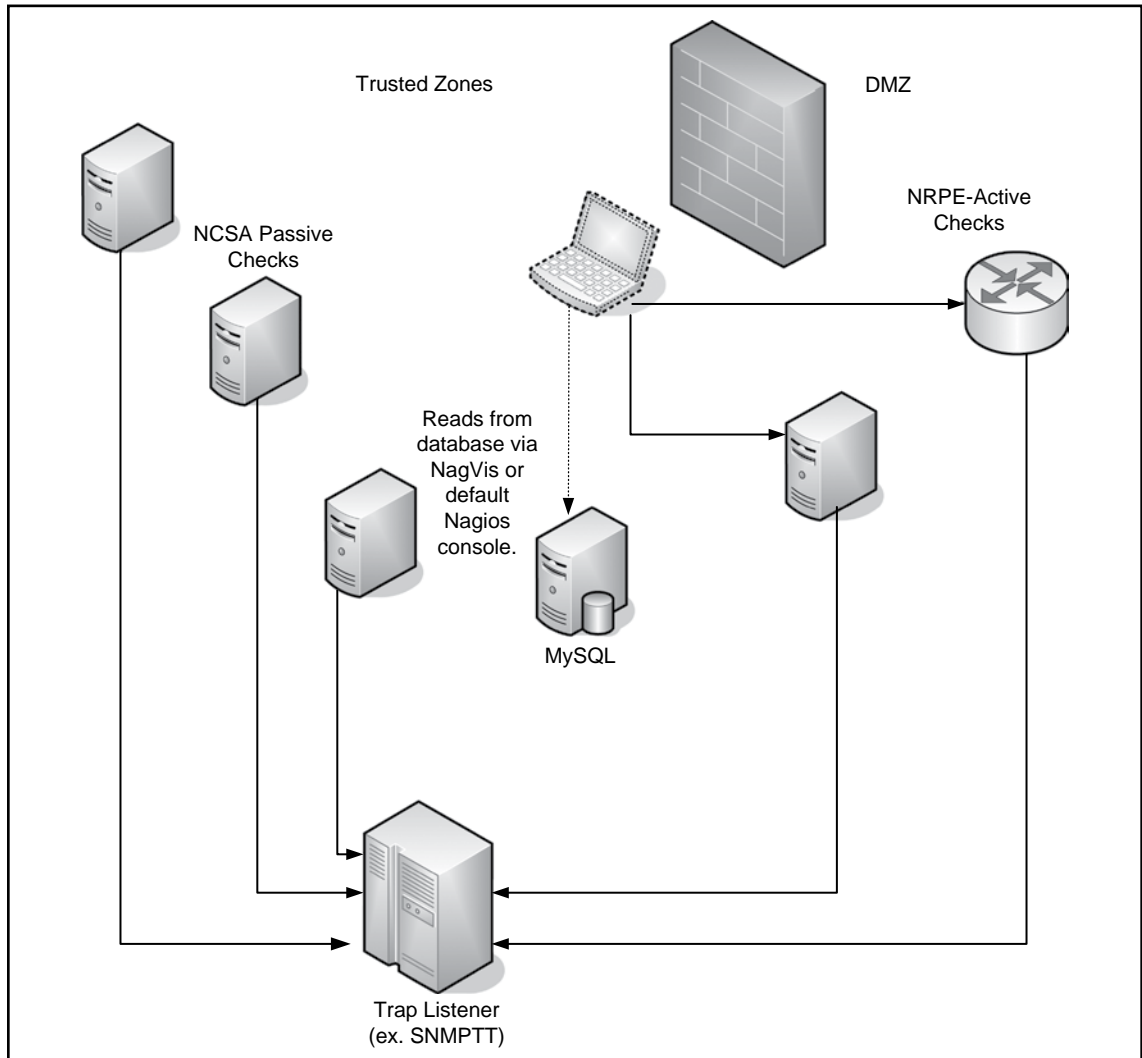 Trusted Zones
DMZ
NRPE-Active
Checks
NCSA Passive
Checks
Reads from
database via
NagVis or
default
Nagios
console.
MySQL
Trap Listener
(ex. SNMPTT)